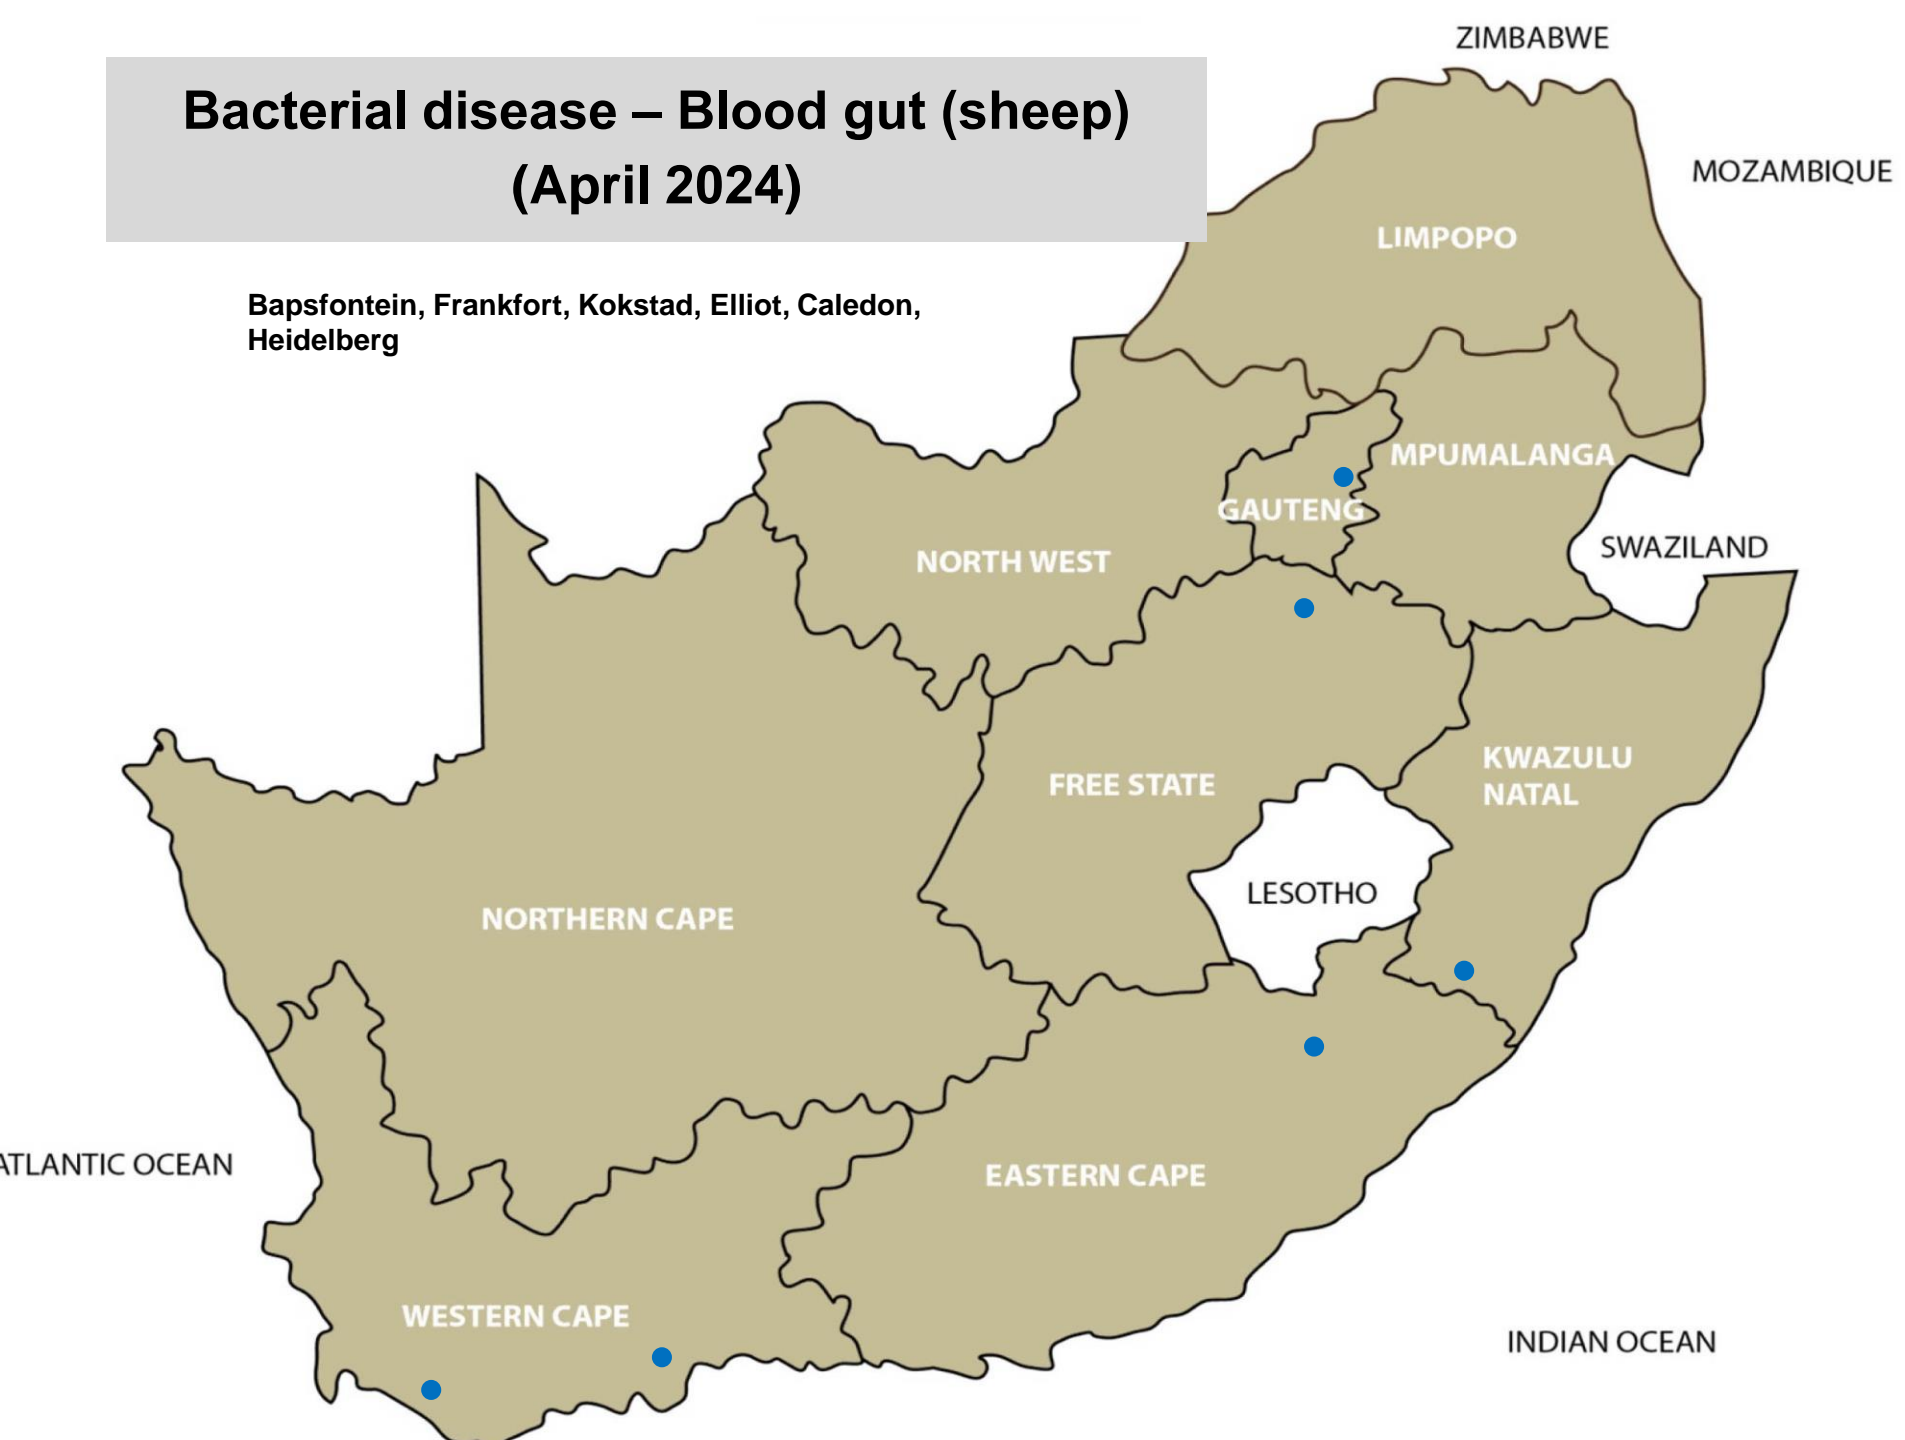 ZIMBABWE
Bacterial disease – Blood gut (sheep)
(April 2024)
MOZAMBIQUE
LIMPOPO
Bapsfontein, Frankfort, Kokstad, Elliot, Caledon,
Heidelberg
MPUMALANGA
GAUTENG
SWAZILAND
NORTH WEST
KWAZULU
NATAL
FREE STATE
LESOTHO
NORTHERN CAPE
ATLANTIC OCEAN
EASTERN CAPE
WESTERN CAPE
INDIAN OCEAN